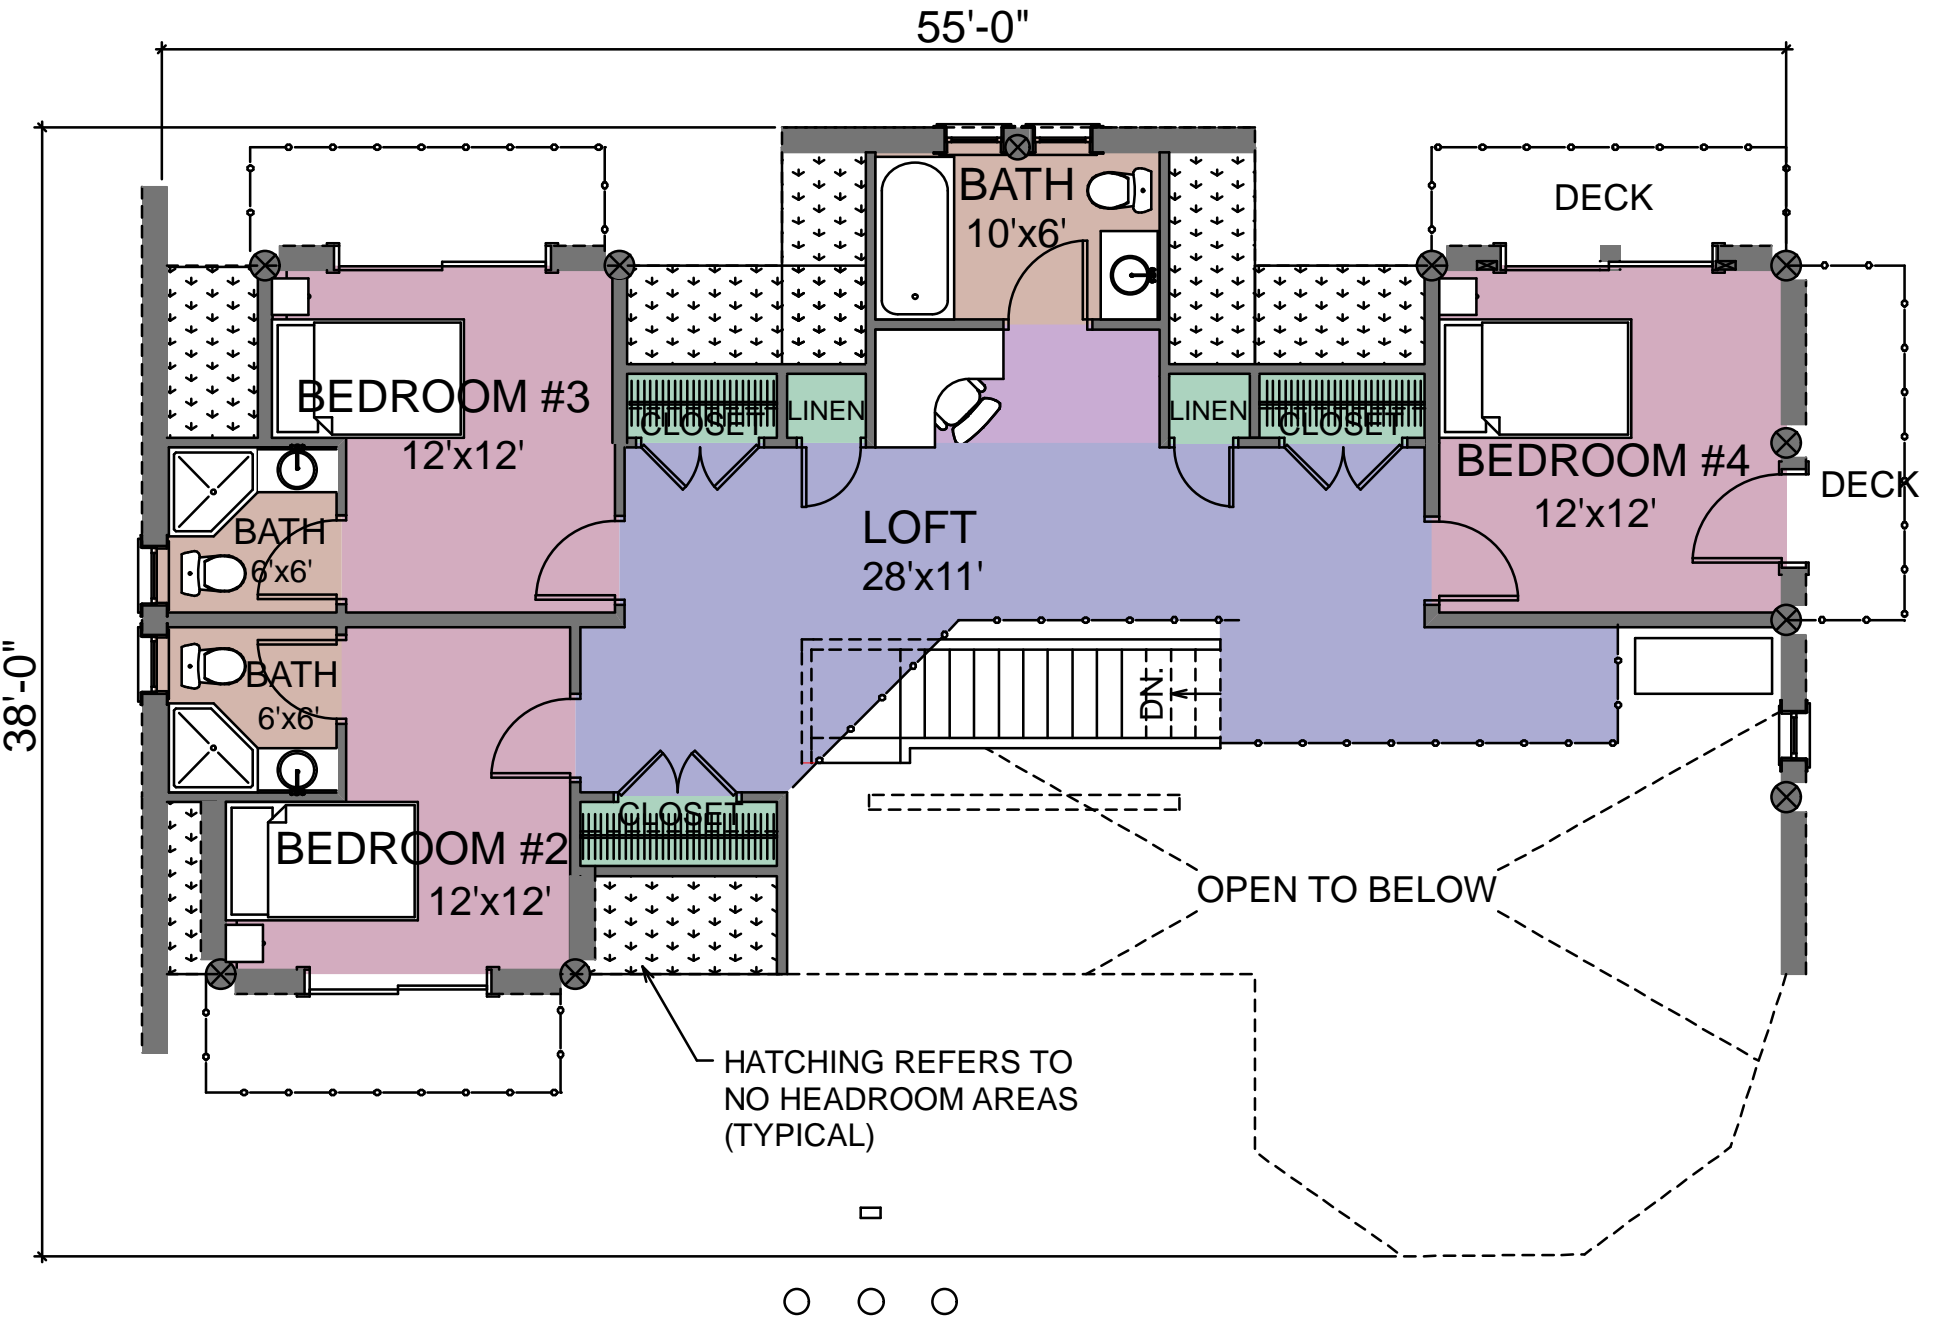 55'-0"
38'-0"
BATH
10'x6'
DECK
BEDROOM #3
12'x12'
CLOSET
LINEN
LINEN
CLOSET
BEDROOM #4
12'x12'
DECK
BATH
6'x6'
LOFT
28'x11'
BATH
6'x6'
DN.
CLOSET
BEDROOM #2
12'x12'
OPEN TO BELOW
HATCHING REFERS TO
NO HEADROOM AREAS
(TYPICAL)